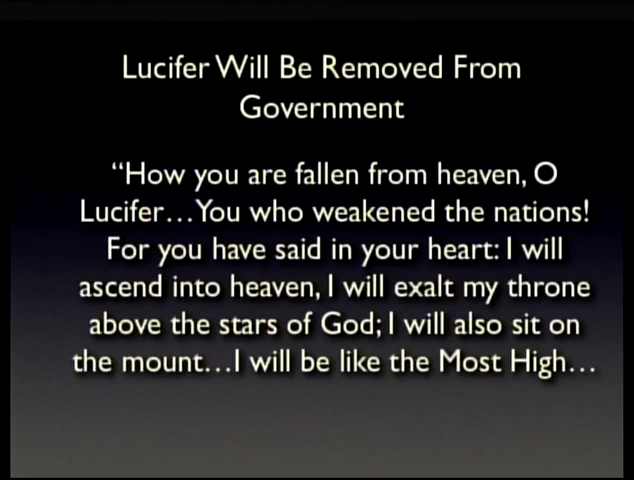 Lucifer Will Be Removed From
Government
“How you are fallen from heaven, O
Lucifer…You who weakened the nations!
For you have said in your heart: I will
ascend into heaven, I will exalt my throne
above the stars of God; I will also sit on
the mount…I will be like the Most High…